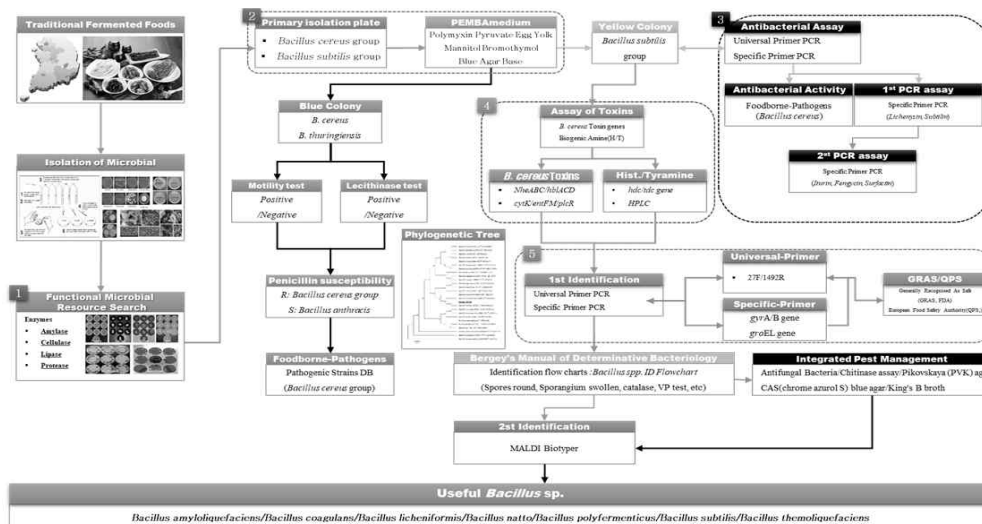 Traditional Fermented Foods
Isolation of Microbial
1
Functional Microbial
Resource Search
Enzymes
Amylase
Cellulase
Lipase
Protease
2
Primary isolation plate
Bacillus cereus group
Bacillus subtilis group
PEMBAmedium
Polymyxin Pyruvate Egg Yolk
Mannitol Bromothymol
Blue Agar Base
Blue Colony
B. cereus
B. thuringiensis
Motility test
Positive
/Negative
Lecithinase test
Positive
/Negative
Penicillin susceptibility
R: Bacillus cereus group
S: Bacillus anthracis
Foodborne-Pathogens
Pathogenic Strains DB
(Bacillus cereus group)
Yellow Colony
Bacillus subtilis
group
3
Antibacterial Assay
Universal Primer PCR
Specific Primer PCR
Antibacterial Activity
Foodborne-Pathogens
(Bacillus cereus)
1st PCR assay
Specific Primer PCR
(Lichenysin, Subtilin)
2st PCR assay
Specific Primer PCR
(Iturin, Fengycin, Surfactin)
4
Assay of Toxins
B. cereus Toxin genes
Biogenic Amine(H/T)
B. cereus Toxins
NheABC/hblACD
cytK/entFM/plcR
Hist./Tyramine
hdc/tdc gene
HPLC
Phylogenetic Tree
5
1st Identification
Universal Primer PCR
Specific Primer PCR
Universal-Primer
27F/1492R
Specific-Primer
gyrA/B gene
groEL gene
GRAS/QPS
Generally Recognized As Safe
(GRAS, FDA)
European Food Safety Authority(QPS,)
Bergey's Manual of Determinative Bacteriology
Identification flow charts :Bacillus spp. ID Flowchart
(Spores round, Sporangium swollen, catalase, VP test, etc)
Integrated Pest Management
Antifungal Bacteria/Chitinase assay/Pikovskaya (PVK) ag
CAS(chrome azurol S) blue agar/King's B broth
2st Identification
MALDI Biotyper
Useful Bacillus sp.
Bacillus amyloliquefaciens/Bacillus coagulans/Bacillus licheniformis/Bacillus natto/Bacillus polyfermenticus/Bacillus subtilis/Bacillus themoliquefaciens